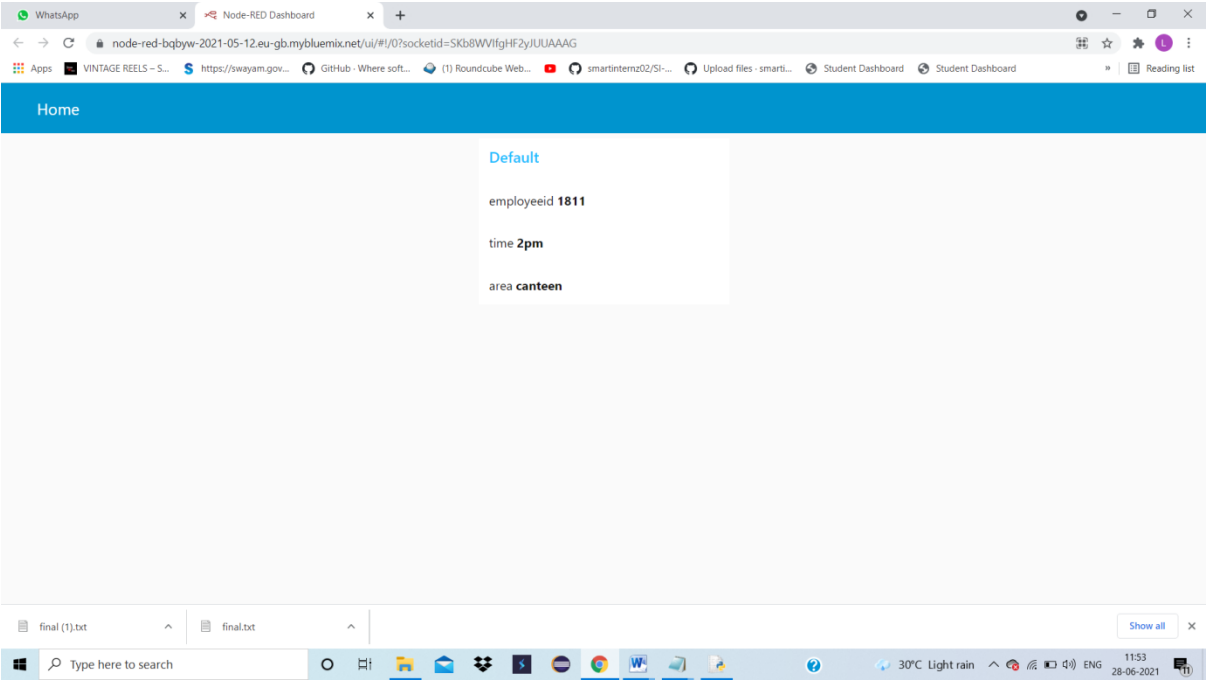 WhatsApp
Node-RED Dashboard
node-red-bqbyw-2021-05-12.eu-gb.mybluemix.net/ui/#!/0?socketid=SKb8WVIfgHF2yJUUAAAG
L
Apps VINTAGE REELS – S... https://swayam.gov... GitHub · Where soft... (1) Roundcube Web... smartinternz02/SI-... Upload files · smarti... Student Dashboard Student Dashboard » Reading list
Home
Default
employeeid 1811
time 2pm
area canteen
final (1).txt
final.txt
Show all
Type here to search
30°C Light rain
ENG
11:53
28-06-2021